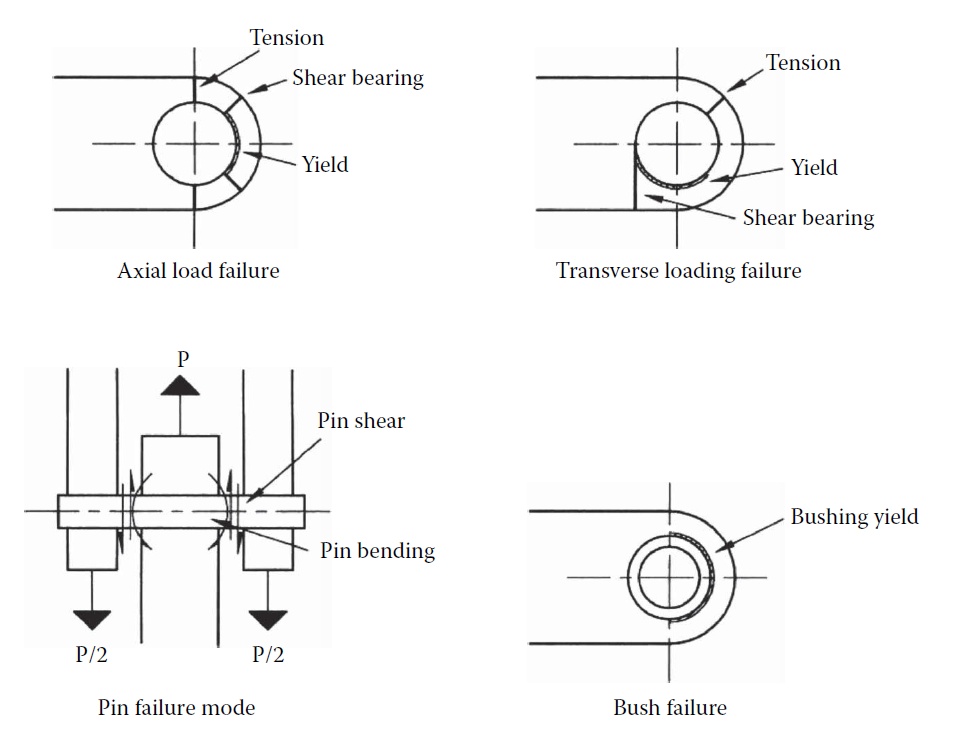 Tension
Shear bearing
Yield
Axial load failure
Tension
Yield
Shear bearing
Transverse loading failure
P
Pin shear
Pin bending
P/2
P/2
Pin failure mode
Bushing yield
Bush failure